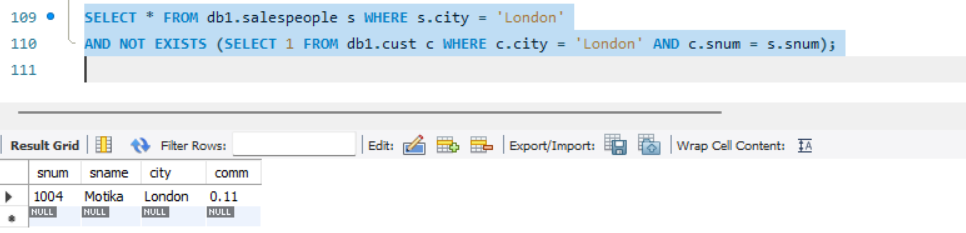 109 SELECT * FROM db1.salespeople s WHERE s.city = 'London'
110 AND NOT EXISTS (SELECT 1 FROM db1.cust c WHERE c.city = 'London' AND c.snum = s.snum);
111
Result Grid Filter Rows: Edit: Export/Import: Wrap Cell Content: IA
snum sname city comm
1004 Motika London 0.11
NULL NULL NULL NULL